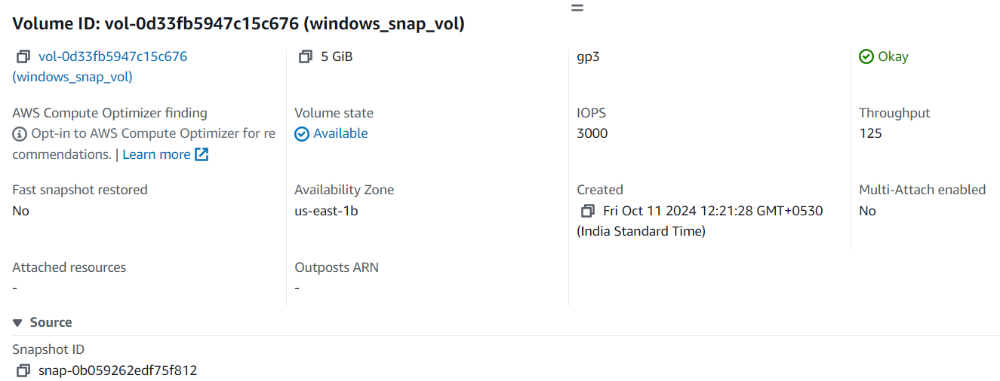 Volume ID: vol-0d33fb5947c15c676 (windows_snap_vol)
vol-0d33fb5947c15c676
(windows_snap_vol)
5 GiB
gp3
Okay
AWS Compute Optimizer finding
Opt-in to AWS Compute Optimizer for re
commendations. | Learn more
Volume state
Available
IOPS
3000
Throughput
125
Fast snapshot restored
No
Availability Zone
us-east-1b
Created
Fri Oct 11 2024 12:21:28 GMT+0530
(India Standard Time)
Multi-Attach enabled
No
Attached resources
-
Outposts ARN
-
Source
Snapshot ID
snap-0b059262edf75f812